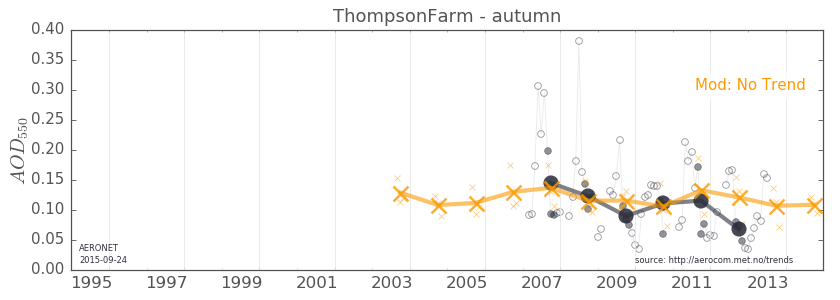 ThompsonFarm - autumn
0.40
0.35
0.30
0.25
0.20
0.15
0.10
0.05
0.00
AOD550
Mod: No Trend
AERONET
2015-09-24
source: http://aerocom.met.no/trends
1995 1997 1999 2001 2003 2005 2007 2009 2011 2013